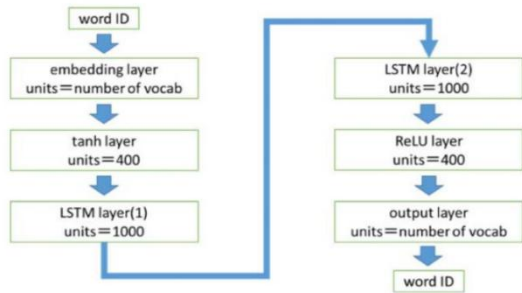 word ID
embedding layer
units=number of vocab
tanh layer
units=400
LSTM layer(1)
units=1000
LSTM layer(2)
units=1000
ReLU layer
units=400
output layer
units=number of vocab
word ID